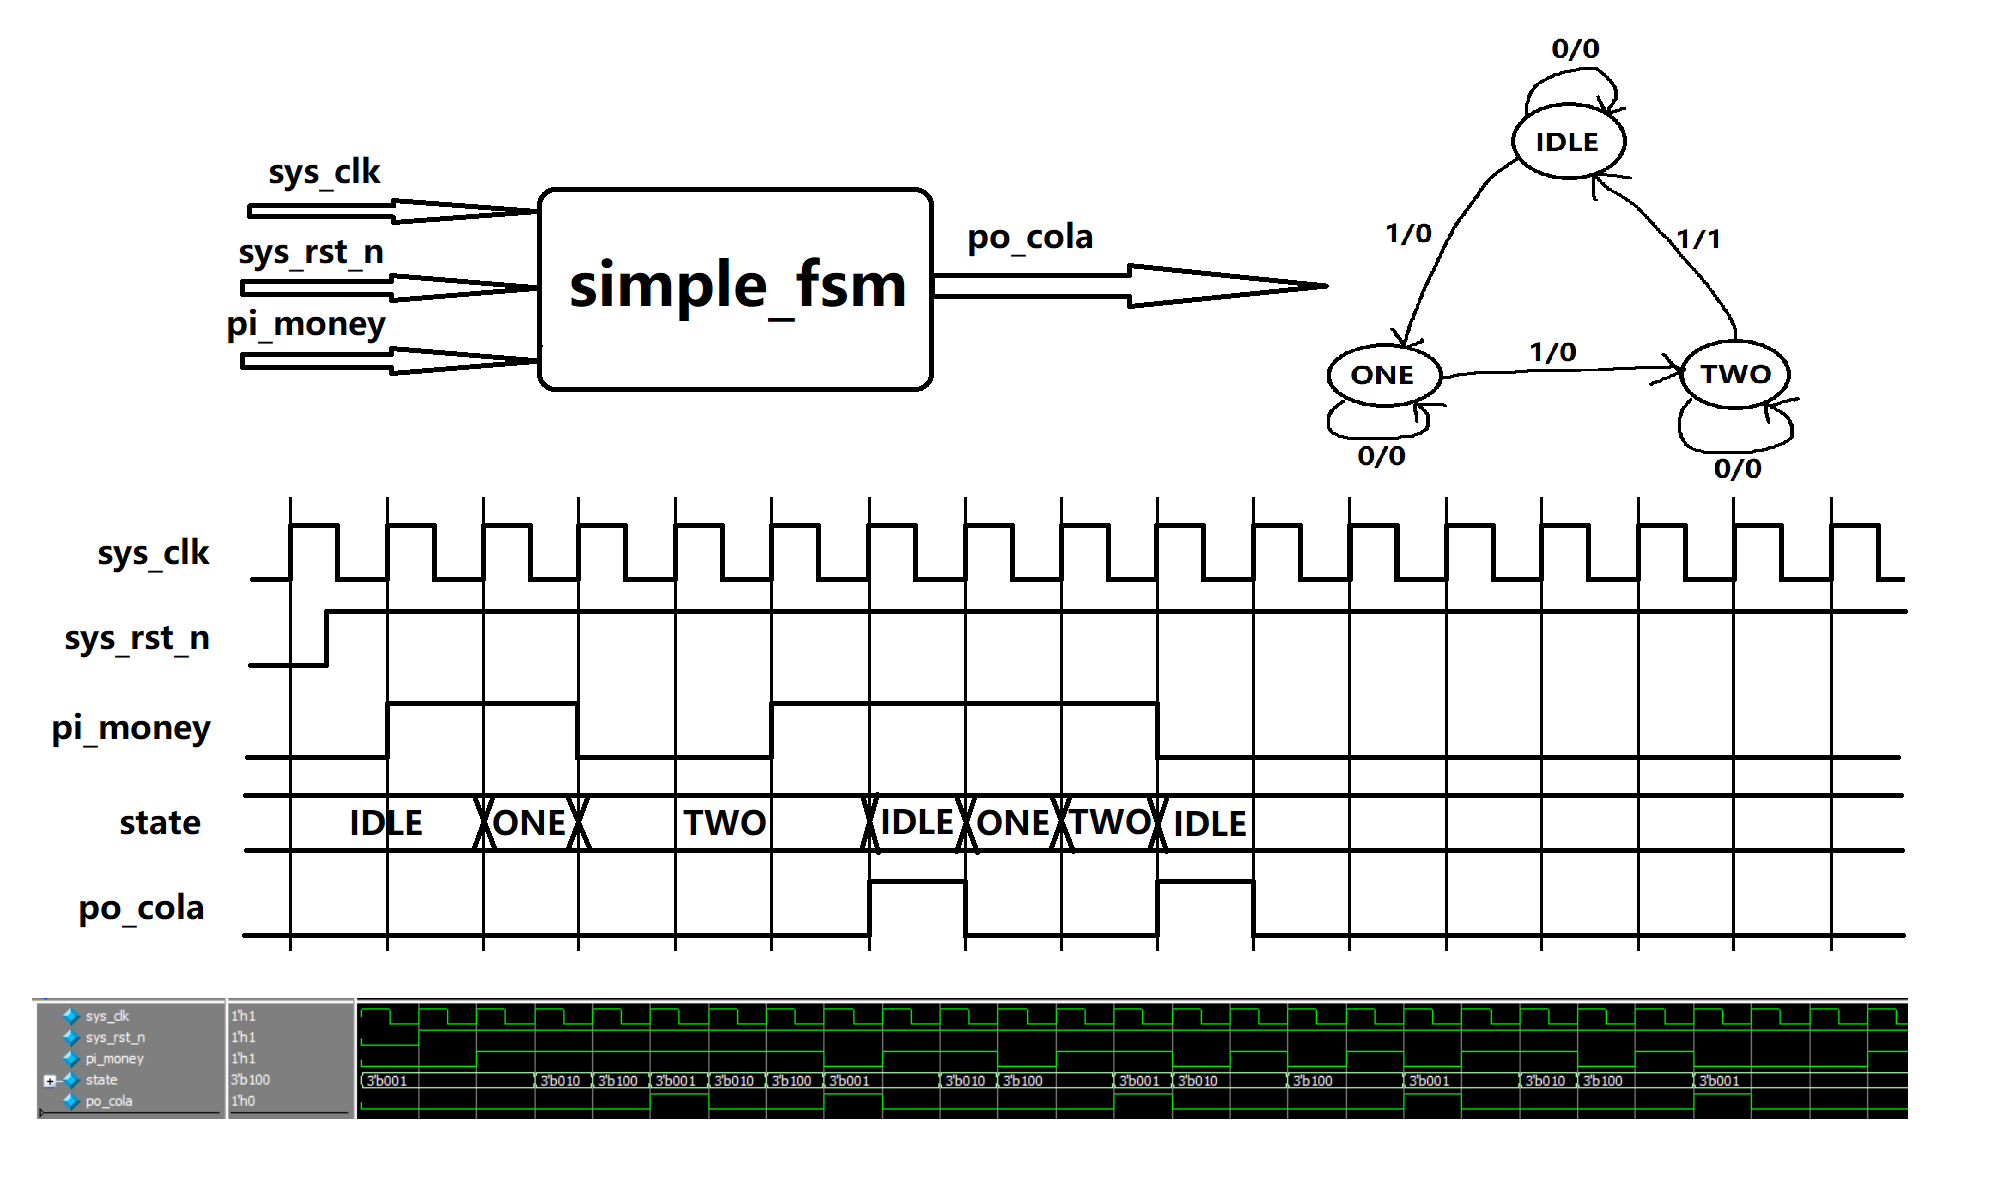 sys_clk
sys_rst_n
pi_money
simple_fsm
po_cola
0/0
IDLE
1/0
1/1
ONE
1/0
TWO
0/0
0/0
sys_clk
sys_rst_n
pi_money
state
IDLE ONE TWO IDLE ONE TWO IDLE
po_cola
sys_clk 1'h1
sys_rst_n 1'h1
pi_money 1'h1
state 3'b100 3'b001 3'b010 3'b100 3'b001 3'b010 3'b100 3'b001 3'b010 3'b100 3'b001 3'b010 3'b100 3'b001 3'b010 3'b100 3'b001
po_cola 1'h0